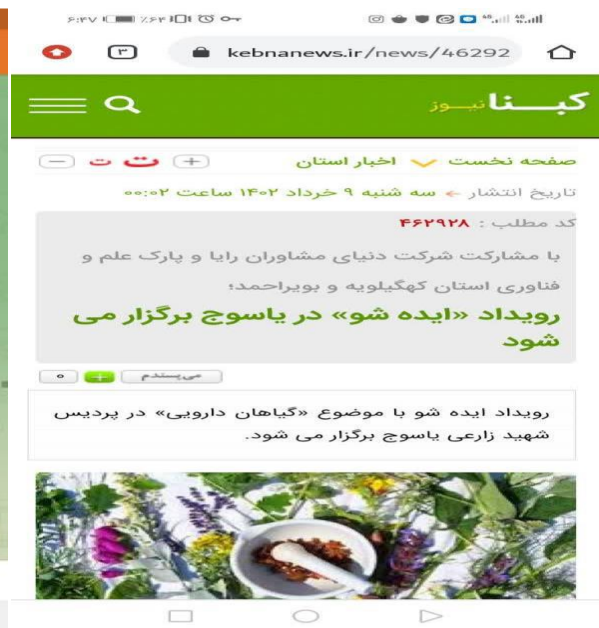 ۶:۴۷ ٪۶۴
۳ kebnanews.ir/news/46292
کبنانیوز
صفحه نخست اخبار استان ت ت
تاریخ انتشار سه شنبه ۹ خرداد ۱۴۰۲ ساعت ۰۰:۰۲
کد مطلب : ۴۶۲۹۲۸
با مشارکت شرکت دنیای مشاوران رایا و پارک علم و
فناوری استان کهگیلویه و بویراحمد؛
رویداد «ایده شو» در یاسوج برگزار می
شود
می‌پسندم + ۰
رویداد ایده شو با موضوع «گیاهان دارویی» در پردیس
شهید زارعی یاسوج برگزار می شود.